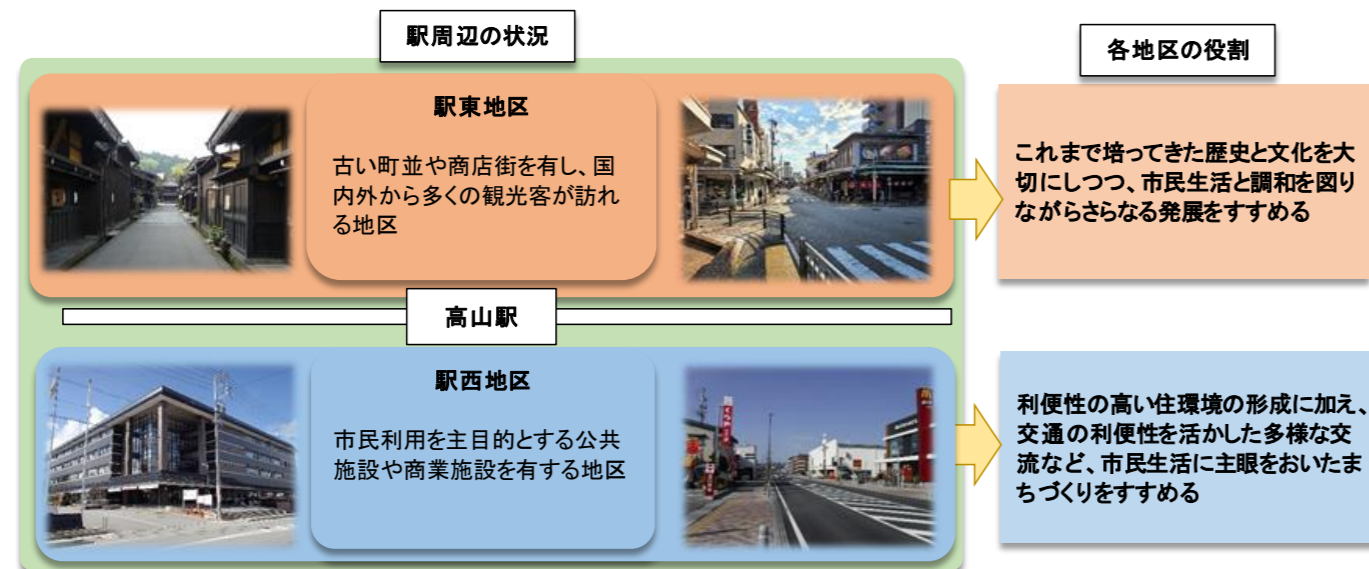 駅周辺の状況
各地区の役割
駅東地区
古い町並や商店街を有し、国
内外から多くの観光客が訪れ
る地区
これまで培ってきた歴史と文化を大
切にしつつ、市民生活と調和を図り
ながらさらなる発展をすすめる
高山駅
駅西地区
市民利用を主目的とする公共
施設や商業施設を有する地区
利便性の高い住環境の形成に加え、
交通の利便性を活かした多様な交
流など、市民生活に主眼をおいたま
ちづくりをすすめる